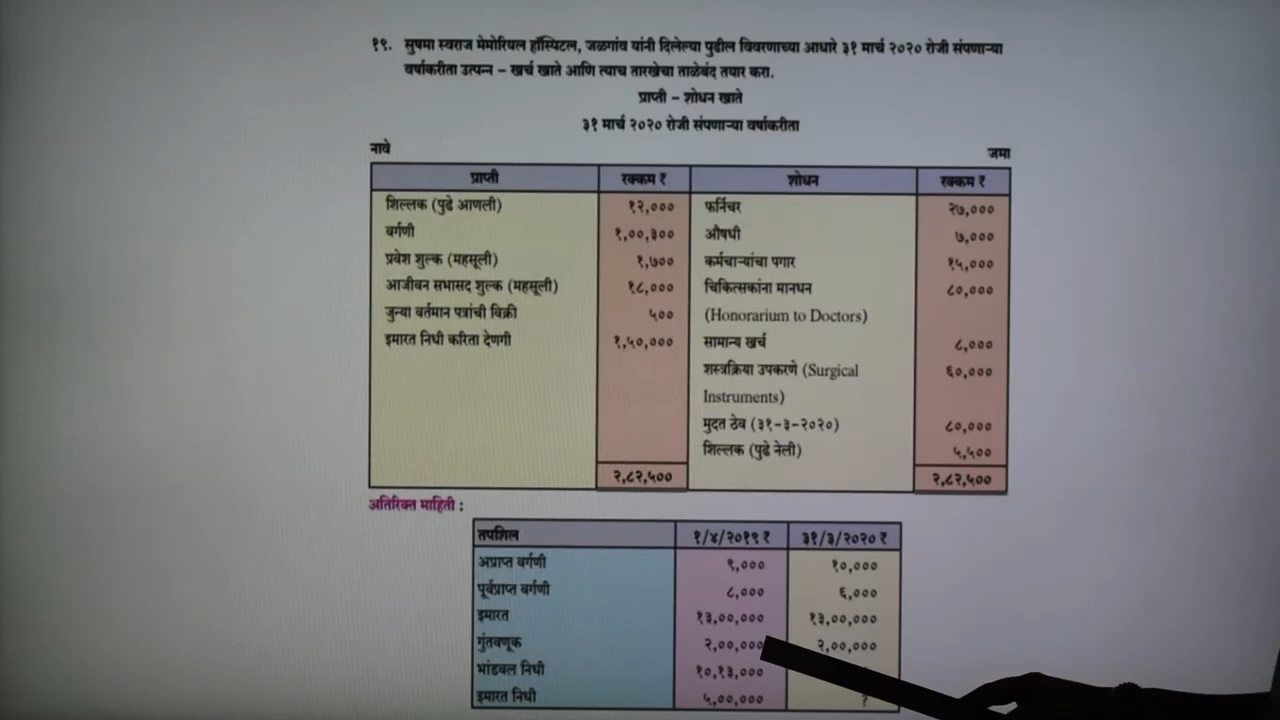 १९. सुषमा स्वराज मेमोरियल हॉस्पिटल, जळगांव यांनी दिलेल्या पुढील विवरणाच्या आधारे ३१ मार्च २०२० रोजी संपणाऱ्या
वर्षाकरीता उत्पन्न – खर्च खाते आणि त्याच तारखेचा ताळेबंद तयार करा.
प्राप्ती – शोधन खाते
३१ मार्च २०२० रोजी संपणाऱ्या वर्षाकरीता
नावे जमा
प्राप्ती रक्कम ₹ शोधन रक्कम ₹
शिल्लक (पुढे आणली) १२,००० फर्निचर २७,०००
वर्गणी १,००,३०० औषधी ७,०००
प्रवेश शुल्क (महसूली) १,७०० कर्मचाऱ्यांचा पगार १५,०००
आजीवन सभासद शुल्क (महसूली) १८,००० चिकित्सकांना मानधन ८०,०००
जुन्या वर्तमान पत्रांची विक्री ५०० (Honorarium to Doctors)
इमारत निधी करिता देणगी १,५०,००० सामान्य खर्च ८,०००
शस्त्रक्रिया उपकरणे (Surgical ६०,०००
Instruments)
मुदत ठेव (३१-३-२०२०) ८०,०००
शिल्लक (पुढे नेली) ५,५००
२,८२,५०० २,८२,५००
अतिरिक्त माहिती :
तपशिल १/४/२०१९ ₹ ३१/३/२०२० ₹
अप्राप्त वर्गणी ९,००० १०,०००
पूर्वप्राप्त वर्गणी ८,००० ६,०००
इमारत १३,००,००० १३,००,०००
गुंतवणूक २,००,००० २,००,०००
भांडवल निधी १०,१३,०००
इमारत निधी ५,००,००० ?